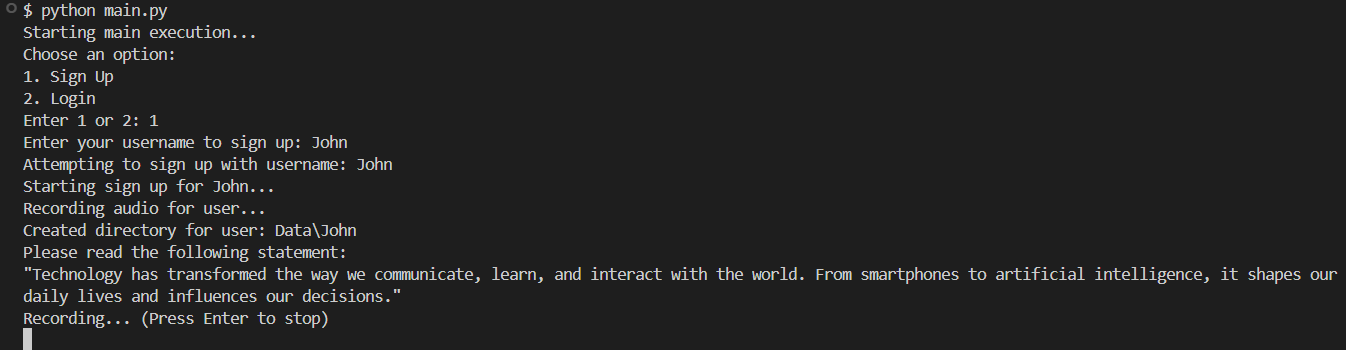 $ python main.py
Starting main execution...
Choose an option:
1. Sign Up
2. Login
Enter 1 or 2: 1
Enter your username to sign up: John
Attempting to sign up with username: John
Starting sign up for John...
Recording audio for user...
Created directory for user: Data\John
Please read the following statement:
"Technology has transformed the way we communicate, learn, and interact with the world. From smartphones to artificial intelligence, it shapes our
daily lives and influences our decisions."
Recording... (Press Enter to stop)